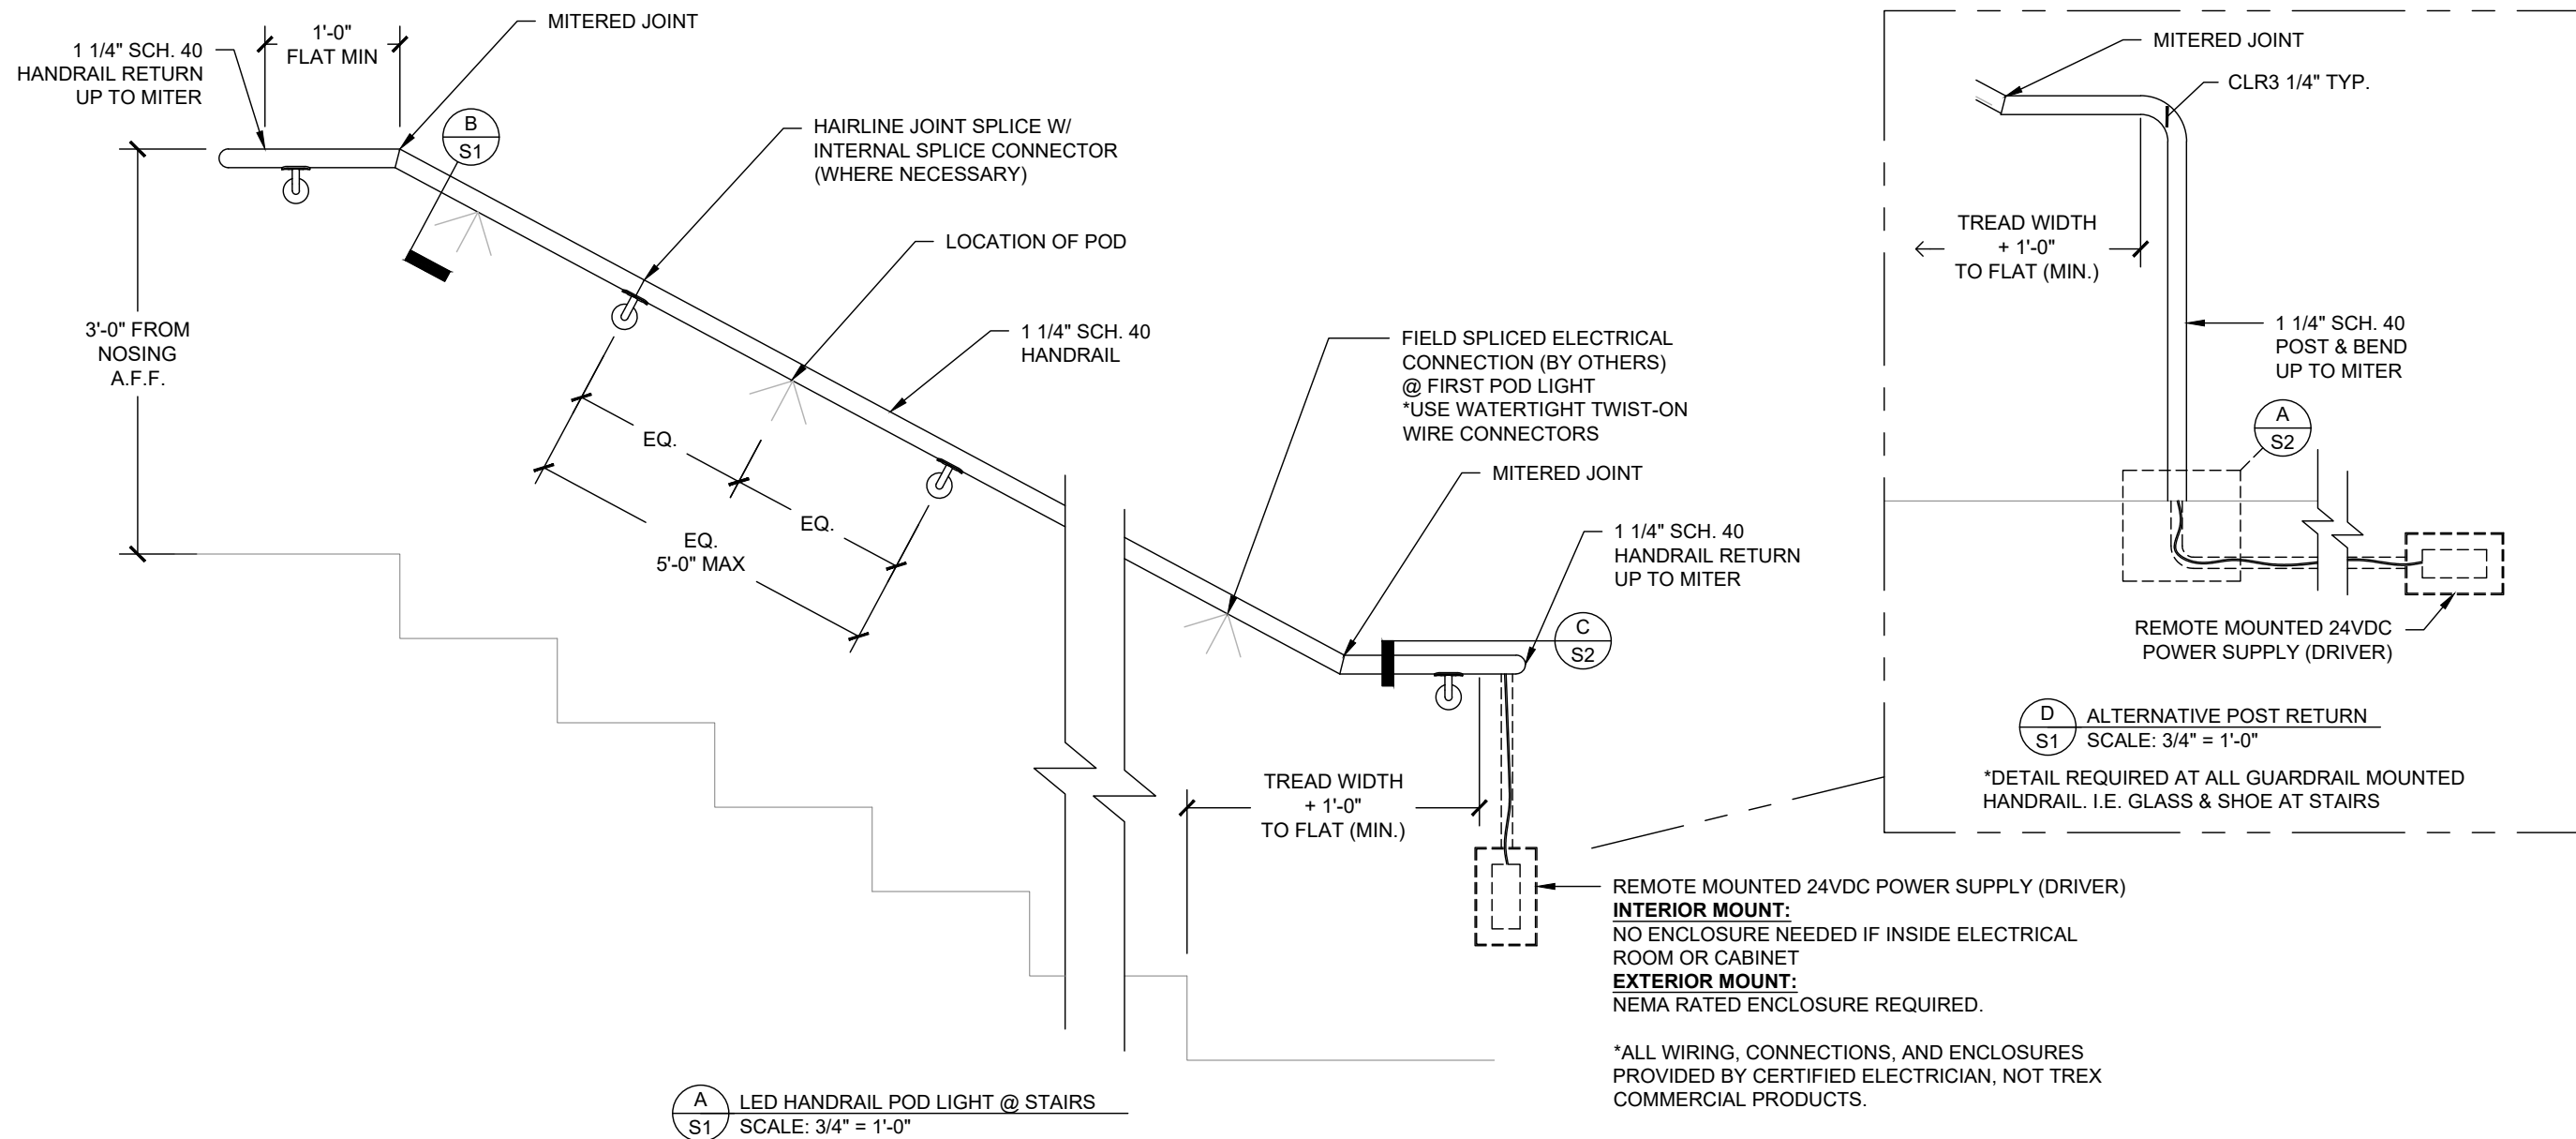 MITERED JOINT
1'-0"
FLAT MIN
1 1/4" SCH. 40
HANDRAIL RETURN
UP TO MITER
B
S1
HAIRLINE JOINT SPLICE W/
INTERNAL SPLICE CONNECTOR
(WHERE NECESSARY)
LOCATION OF POD
1 1/4" SCH. 40
HANDRAIL
3'-0" FROM
NOSING
A.F.F.
EQ.
EQ.
EQ.
5'-0" MAX
FIELD SPLICED ELECTRICAL
CONNECTION (BY OTHERS)
@ FIRST POD LIGHT
*USE WATERTIGHT TWIST-ON
WIRE CONNECTORS
MITERED JOINT
1 1/4" SCH. 40
HANDRAIL RETURN
UP TO MITER
C
S2
TREAD WIDTH
+ 1'-0"
TO FLAT (MIN.)
REMOTE MOUNTED 24VDC POWER SUPPLY (DRIVER)
INTERIOR MOUNT:
NO ENCLOSURE NEEDED IF INSIDE ELECTRICAL
ROOM OR CABINET
EXTERIOR MOUNT:
NEMA RATED ENCLOSURE REQUIRED.
*ALL WIRING, CONNECTIONS, AND ENCLOSURES
PROVIDED BY CERTIFIED ELECTRICIAN, NOT TREX
COMMERCIAL PRODUCTS.
A
S1
LED HANDRAIL POD LIGHT @ STAIRS
SCALE: 3/4" = 1'-0"
MITERED JOINT
CLR3 1/4" TYP.
TREAD WIDTH
+ 1'-0"
TO FLAT (MIN.)
1 1/4" SCH. 40
POST & BEND
UP TO MITER
A
S2
REMOTE MOUNTED 24VDC
POWER SUPPLY (DRIVER)
D
S1
ALTERNATIVE POST RETURN
SCALE: 3/4" = 1'-0"
*DETAIL REQUIRED AT ALL GUARDRAIL MOUNTED
HANDRAIL. I.E. GLASS & SHOE AT STAIRS